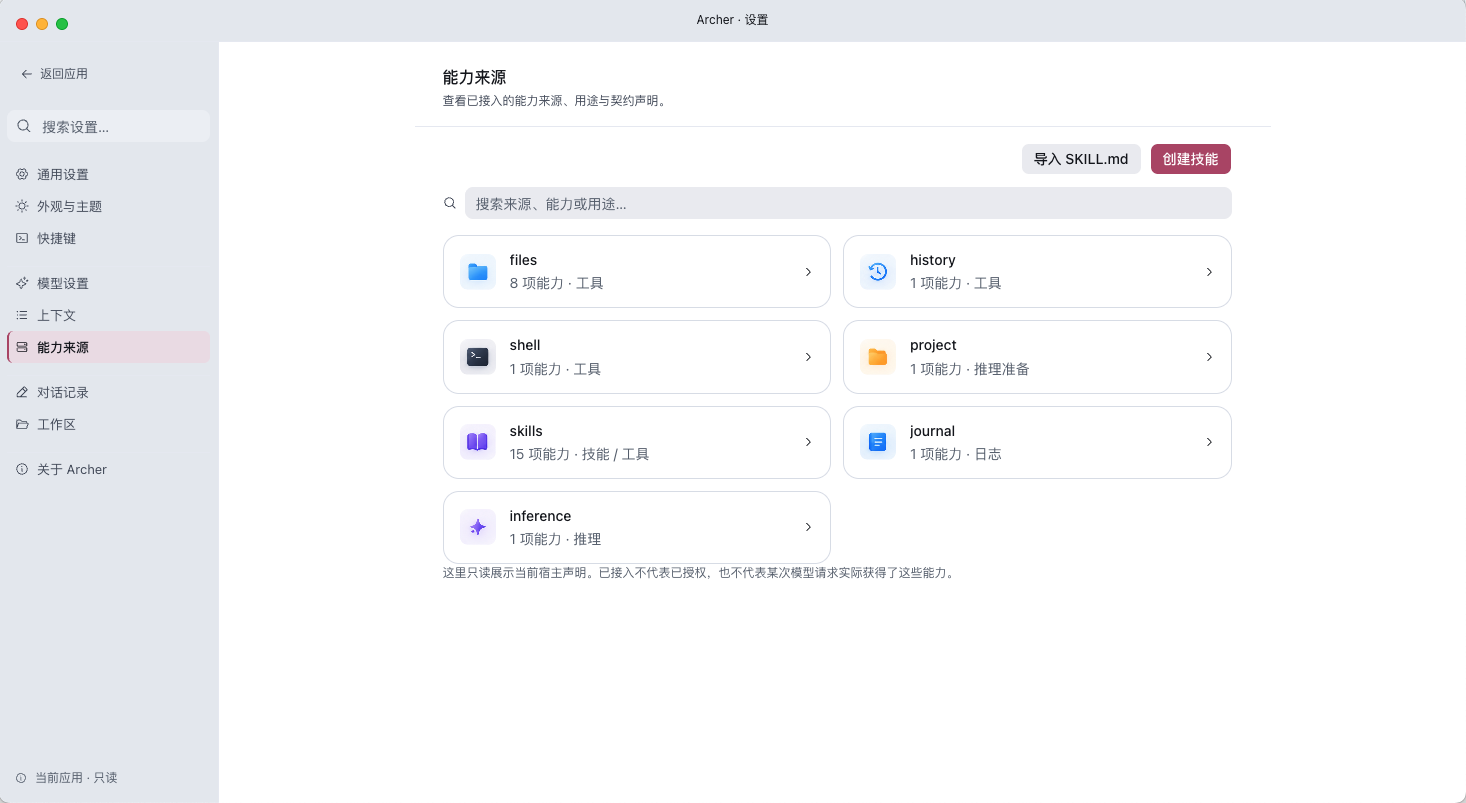 Archer · 设置
返回应用
搜索设置...
通用设置
外观与主题
快捷键
模型设置
上下文
能力来源
对话记录
工作区
关于 Archer
当前应用 · 只读
能力来源
查看已接入的能力来源、用途与契约声明。
导入 SKILL.md
创建技能
搜索来源、能力或用途...
files
8 项能力 · 工具
history
1 项能力 · 工具
shell
1 项能力 · 工具
project
1 项能力 · 推理准备
skills
15 项能力 · 技能 / 工具
journal
1 项能力 · 日志
inference
1 项能力 · 推理
这里只读展示当前宿主声明。已接入不代表已授权，也不代表某次模型请求实际获得了这些能力。